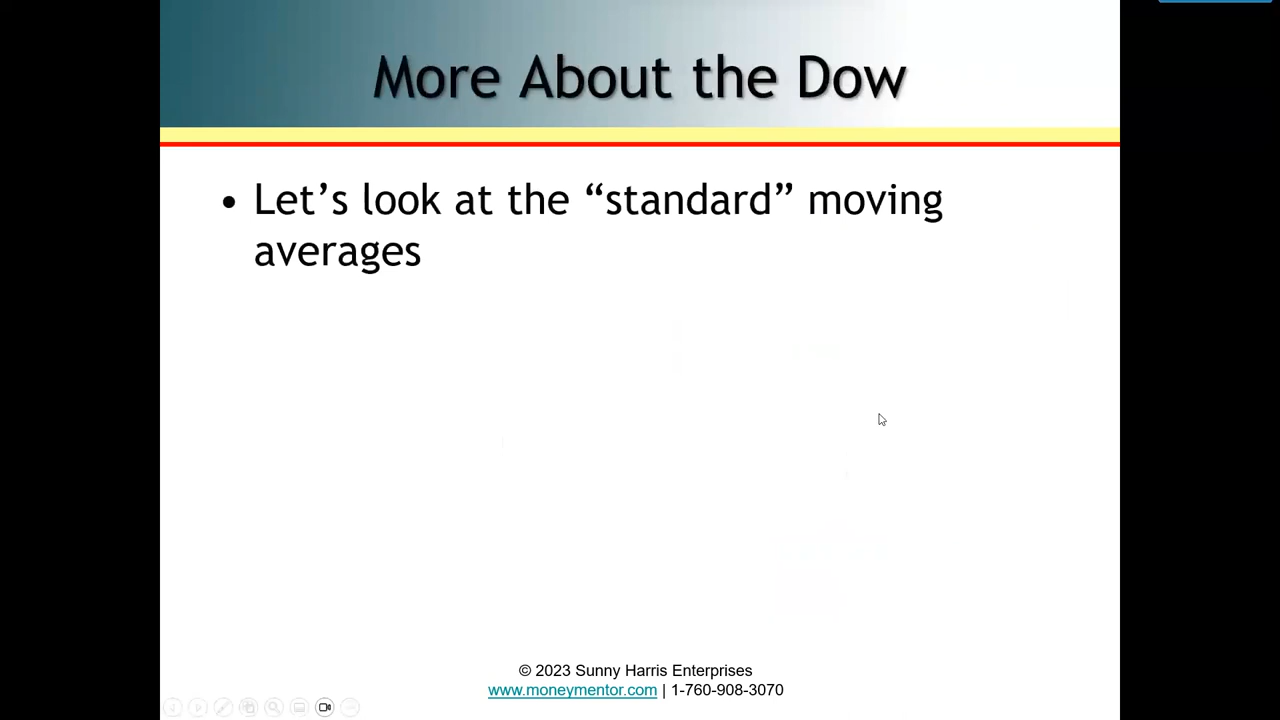 More About the Dow
• Let’s look at the “standard” moving
averages
© 2023 Sunny Harris Enterprises
www.moneymentor.com | 1-760-908-3070